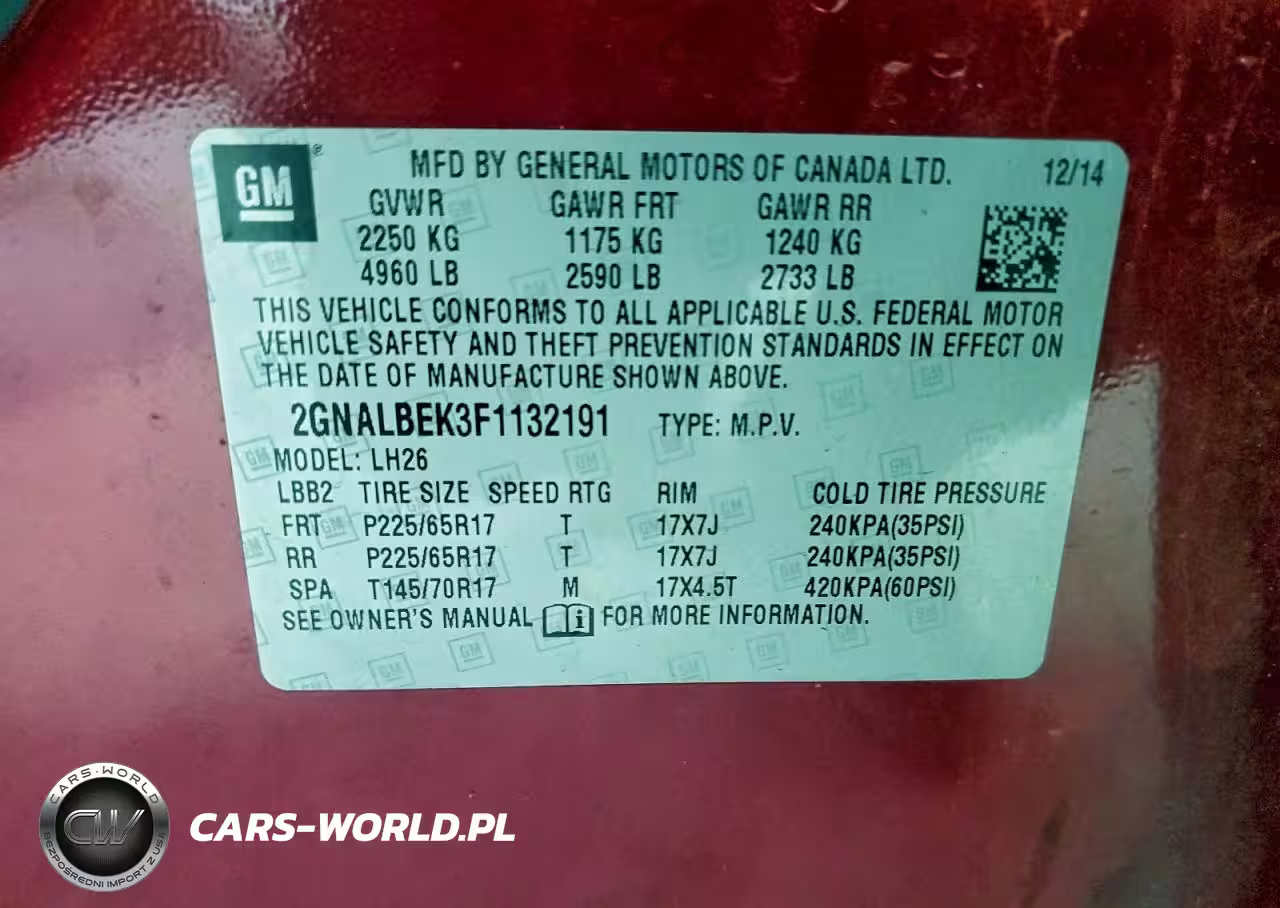 GM ® MFD BY GENERAL MOTORS OF CANADA LTD. 12/14
GVWR GAWR FRT GAWR RR
2250 KG 1175 KG 1240 KG
4960 LB 2590 LB 2733 LB
THIS VEHICLE CONFORMS TO ALL APPLICABLE U.S. FEDERAL MOTOR
VEHICLE SAFETY AND THEFT PREVENTION STANDARDS IN EFFECT ON
THE DATE OF MANUFACTURE SHOWN ABOVE.
2GNALBEK3F1132191 TYPE: M.P.V.
MODEL: LH26
LBB2 TIRE SIZE SPEED RTG RIM COLD TIRE PRESSURE
FRT P225/65R17 T 17X7J 240KPA(35PSI)
RR P225/65R17 T 17X7J 240KPA(35PSI)
SPA T145/70R17 M 17X4.5T 420KPA(60PSI)
SEE OWNER'S MANUAL i FOR MORE INFORMATION.
CARS-WORLD
CW
BEZPOŚREDNI IMPORT Z USA
CARS-WORLD.PL